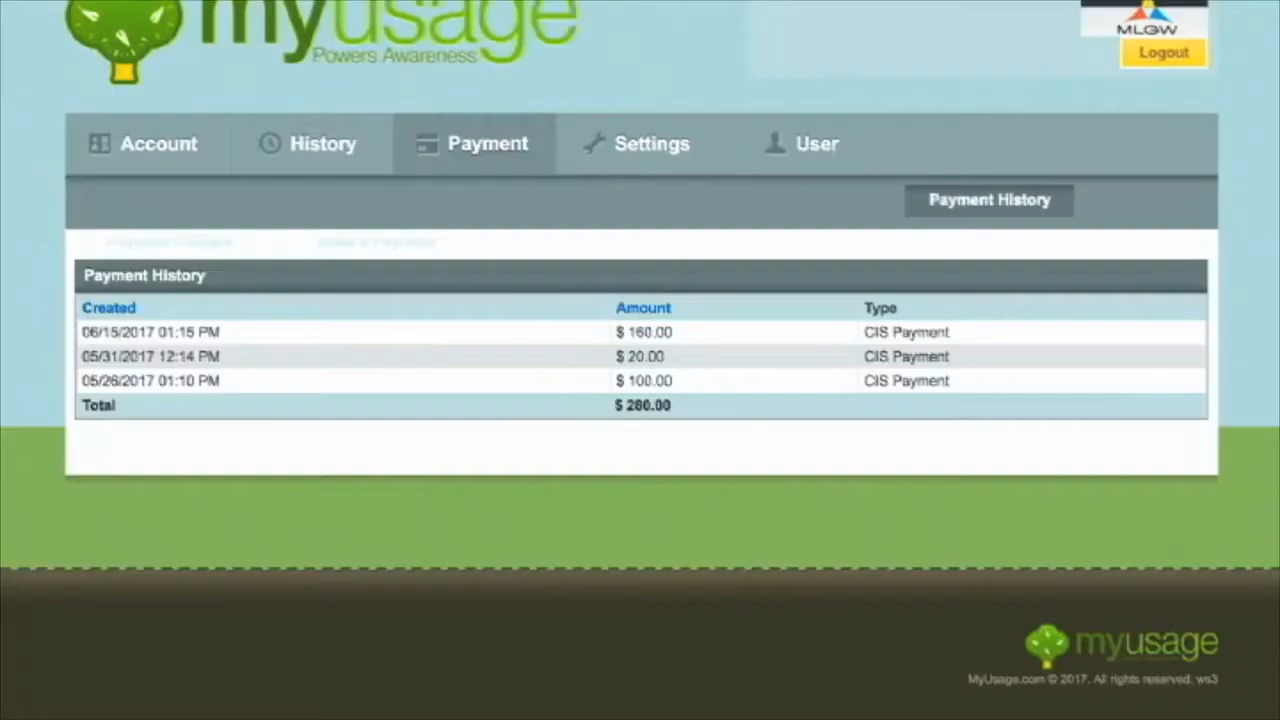 myusage
Powers Awareness
MLGW
Logout
Account History Payment Settings User
Payment History
Payment History
Created Amount Type
06/15/2017 01:15 PM $ 160.00 CIS Payment
05/31/2017 12:14 PM $ 20.00 CIS Payment
05/26/2017 01:10 PM $ 100.00 CIS Payment
Total $ 280.00
myusage
MyUsage.com © 2017. All rights reserved. ws3